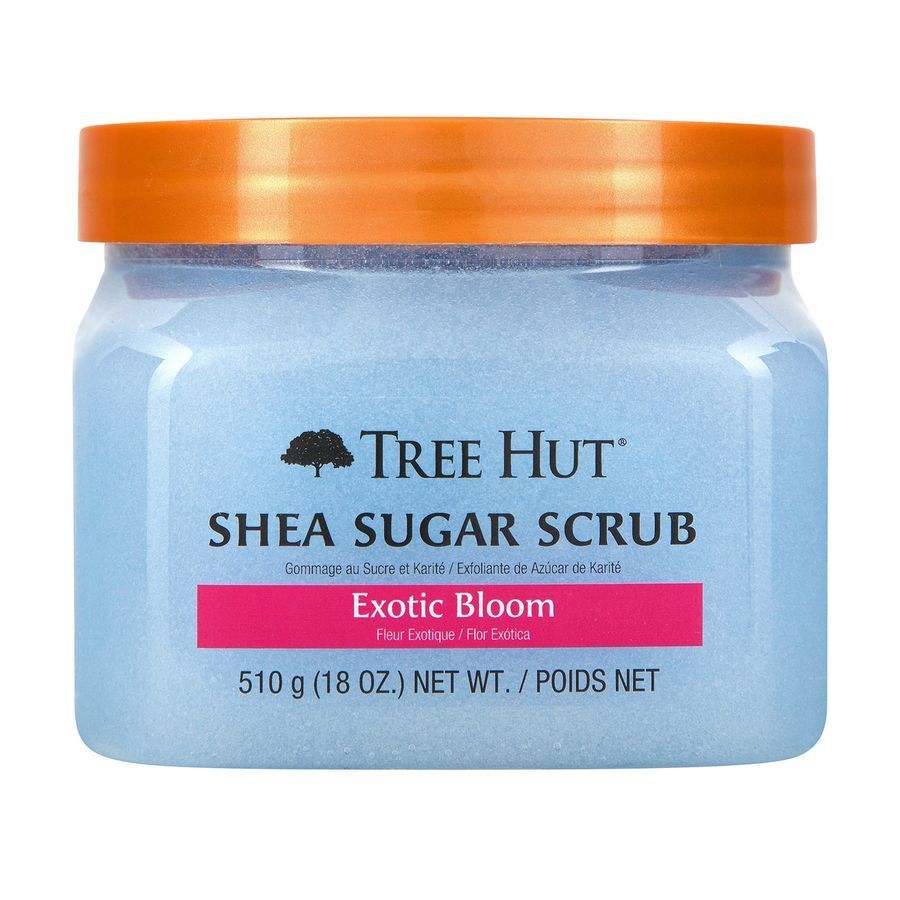 TREE HUT®
SHEA SUGAR SCRUB
Gommage au Sucre et Karité / Exfoliante de Azúcar de Karité
Exotic Bloom
Fleur Exotique / Flor Exótica
510 g (18 OZ.) NET WT. / POIDS NET